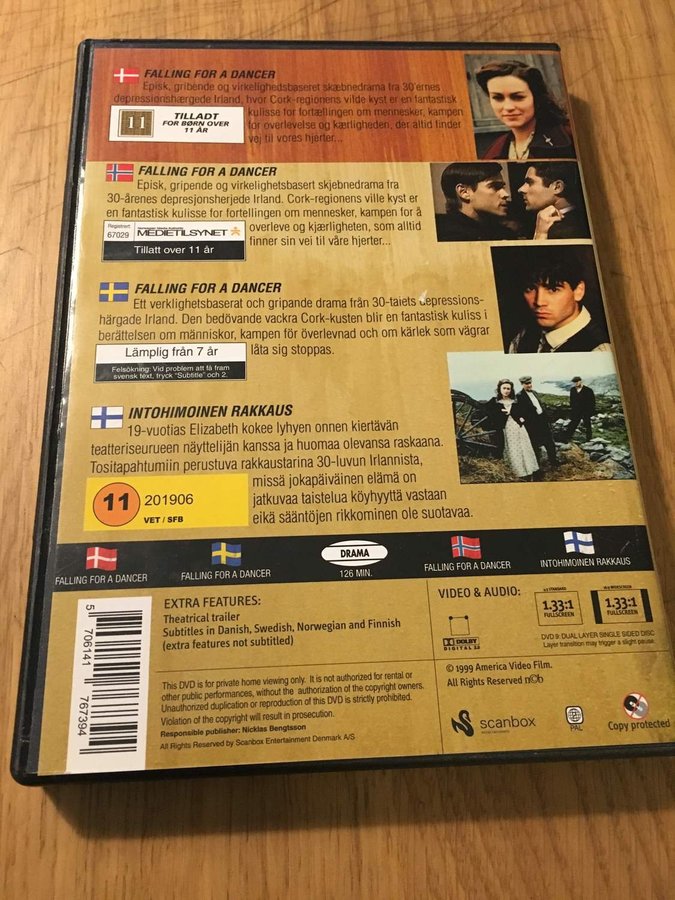 FALLING FOR A DANCER
Episk, gribende og virkelighedsbaseret skæbnedrama fra 30'ernes
depressionshærgede Irland, hvor Cork-regionens vilde kyst er en fantastisk
kulisse for fortællingen om mennesker, kampen
for overlevelse og kærligheden, der altid finder
vej til vores hjerter...
11
TILLADT
FOR BØRN OVER
11 ÅR
FALLING FOR A DANCER
Episk, gripende og virkelighetsbasert skjebnedrama fra
30-årenes depresjonsherjede Irland. Cork-regionens ville kyst er
en fantastisk kulisse for fortellingen om mennesker, kampen for å
overleve og kjærligheten, som alltid
finner sin vej til våre hjerter...
Registrert
67029
MEDIETILSYNET
Tillatt over 11 år
FALLING FOR A DANCER
Ett verklighetsbaserat och gripande drama från 30-talets depressions-
härgade Irland. Den bedövande vackra Cork-kusten blir en fantastisk kuliss i
berättelsen om människor, kampen för överlevnad och om kärlek som vägrar
låta sig stoppas.
Lämplig från 7 år
Felsökning: Vid problem att få fram
svensk text, tryck "Subtitle" och 2.
INTOHIMOINEN RAKKAUS
19-vuotias Elizabeth kokee lyhyen onnen kiertävän
teatteriseurueen näyttelijän kanssa ja huomaa olevansa raskaana.
Tositapahtumiin perustuva rakkaustarina 30-luvun Irlannista,
missä jokapäiväinen elämä on
jatkuvaa taistelua köyhyyttä vastaan
eikä sääntöjen rikkominen ole suotavaa.
11
201906
VET / SFB
FALLING FOR A DANCER
FALLING FOR A DANCER
DRAMA
126 MIN.
FALLING FOR A DANCER
INTOHIMOINEN RAKKAUS
5 706141 767394
EXTRA FEATURES:
Theatrical trailer
Subtitles in Danish, Swedish, Norwegian and Finnish
(extra features not subtitled)
VIDEO & AUDIO:
DOLBY
DIGITAL 2.0
4:3 STANDARD
1.33:1
FULLSCREEN
16:9 WIDESCREEN
1.33:1
FULLSCREEN
DVD 9: DUAL LAYER SINGLE SIDED DISC
Layer transition may trigger a slight pause.
This DVD is for private home viewing only. It is not authorized for rental or
other public performances, without the authorization of the copyright owners.
Unauthorized duplication or reproduction of this DVD is strictly prohibited.
Violation of the copyright will result in prosecution.
Responsible publisher: Nicklas Bengtsson
All Rights Reserved by Scanbox Entertainment Denmark A/S
© 1999 America Video Film.
All Rights Reserved n©b
scanbox
PAL
Copy protected